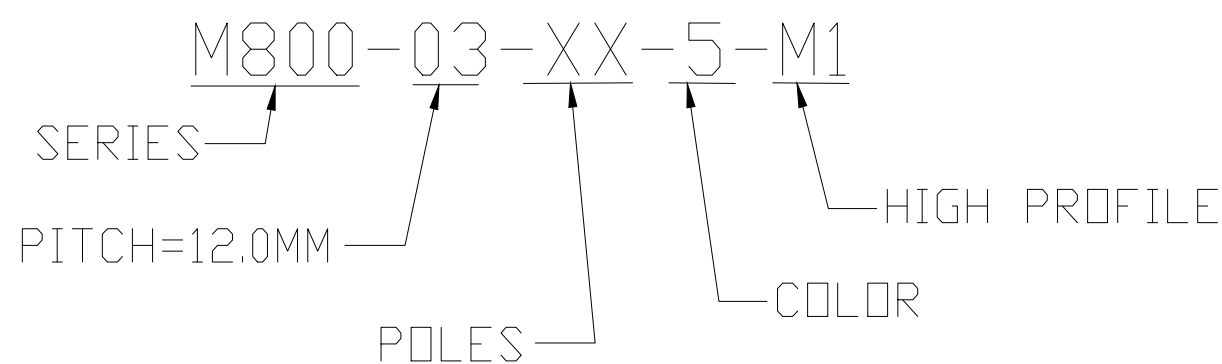 M800-03-XX-5-M1
SERIES
HIGH PROFILE
PITCH=12.0MM
COLOR
POLES